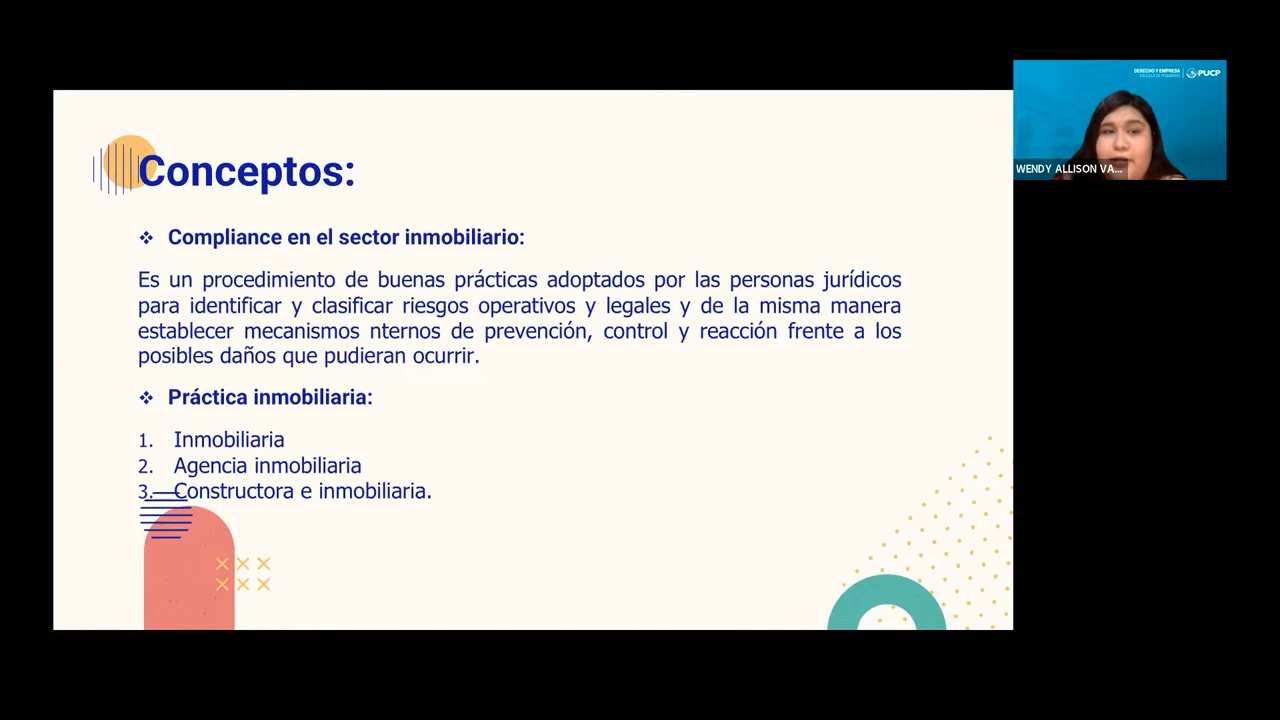 Conceptos:
❖ Compliance en el sector inmobiliario:
Es un procedimiento de buenas prácticas adoptados por las personas jurídicos
para identificar y clasificar riesgos operativos y legales y de la misma manera
establecer mecanismos nternos de prevención, control y reacción frente a los
posibles daños que pudieran ocurrir.
❖ Práctica inmobiliaria:
1. Inmobiliaria
2. Agencia inmobiliaria
3. Constructora e inmobiliaria.
DERECHO Y EMPRESA
ESCUELA DE POSGRADO
PUCP
WENDY ALLISON VA...